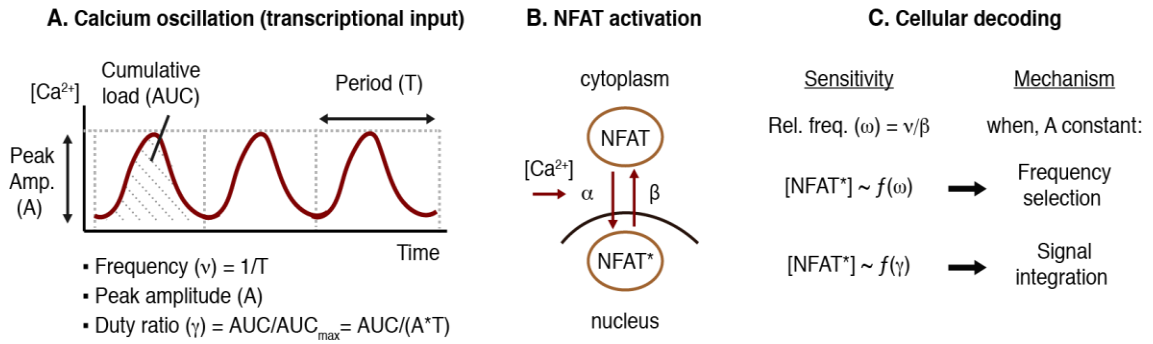 A. Calcium oscillation (transcriptional input)
Cumulative
load (AUC)
[Ca²⁺]
Period (T)
Peak
Amp.
(A)
Time
▪ Frequency (ν) = 1/T
▪ Peak amplitude (A)
▪ Duty ratio (γ) = AUC/AUCmax= AUC/(A*T)
B. NFAT activation
cytoplasm
NFAT
[Ca²⁺]
α
β
NFAT*
nucleus
C. Cellular decoding
Sensitivity
Mechanism
Rel. freq. (ω) = ν/β
when, A constant:
[NFAT*] ~ f(ω)
Frequency
selection
[NFAT*] ~ f(γ)
Signal
integration